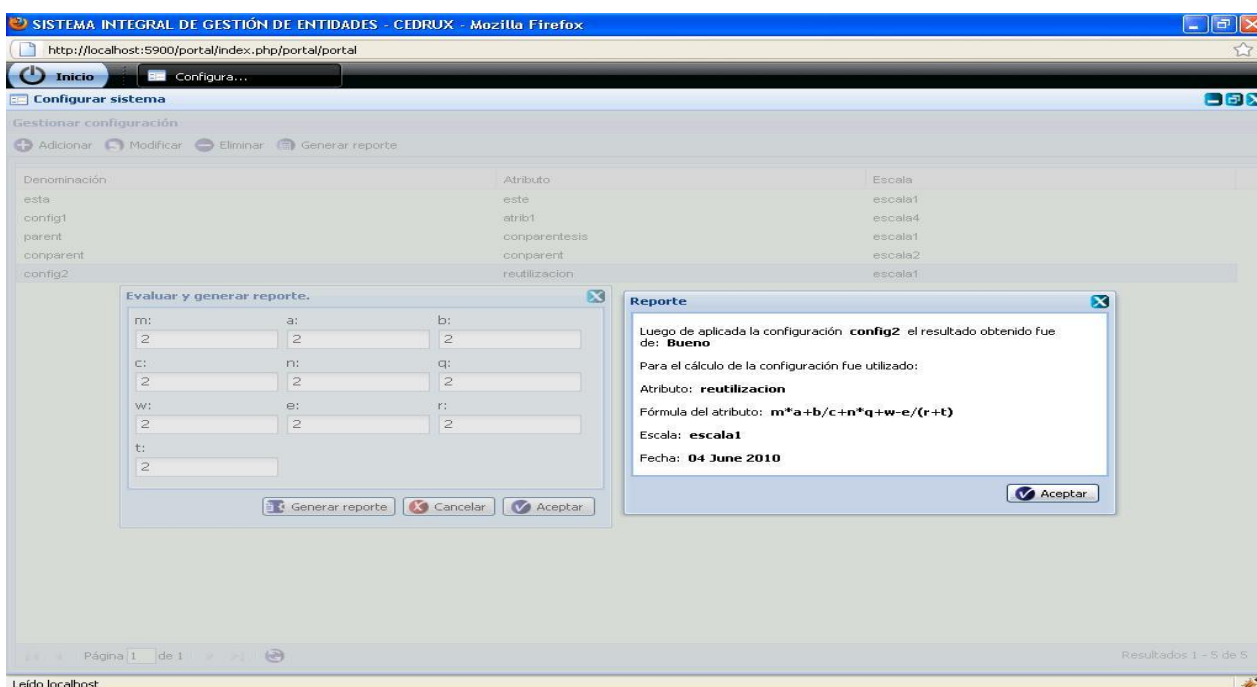 SISTEMA INTEGRAL DE GESTIÓN DE ENTIDADES - CEDRUX - Mozilla Firefox
http://localhost:5900/portal/index.php/portal/portal
Inicio Configura...
Configurar sistema
Gestionar configuración
Adicionar Modificar Eliminar Generar reporte
Denominación Atributo Escala
esta este escala1
config1 atrib1 escala4
parent conparentesis escala1
conparent conparent escala2
config2 reutilizacion escala1
Evaluar y generar reporte.
m: a: b:
2 2 2
c: n: q:
2 2 2
w: e: r:
2 2 2
t:
2
Generar reporte Cancelar Aceptar
Reporte
Luego de aplicada la configuración config2 el resultado obtenido fue
de: Bueno
Para el cálculo de la configuración fue utilizado:
Atributo: reutilizacion
Fórmula del atributo: m*a+b/c+n*q+w-e/(r+t)
Escala: escala1
Fecha: 04 June 2010
Aceptar
Página 1 de 1
Resultados 1 - 5 de 5
Leído localhost